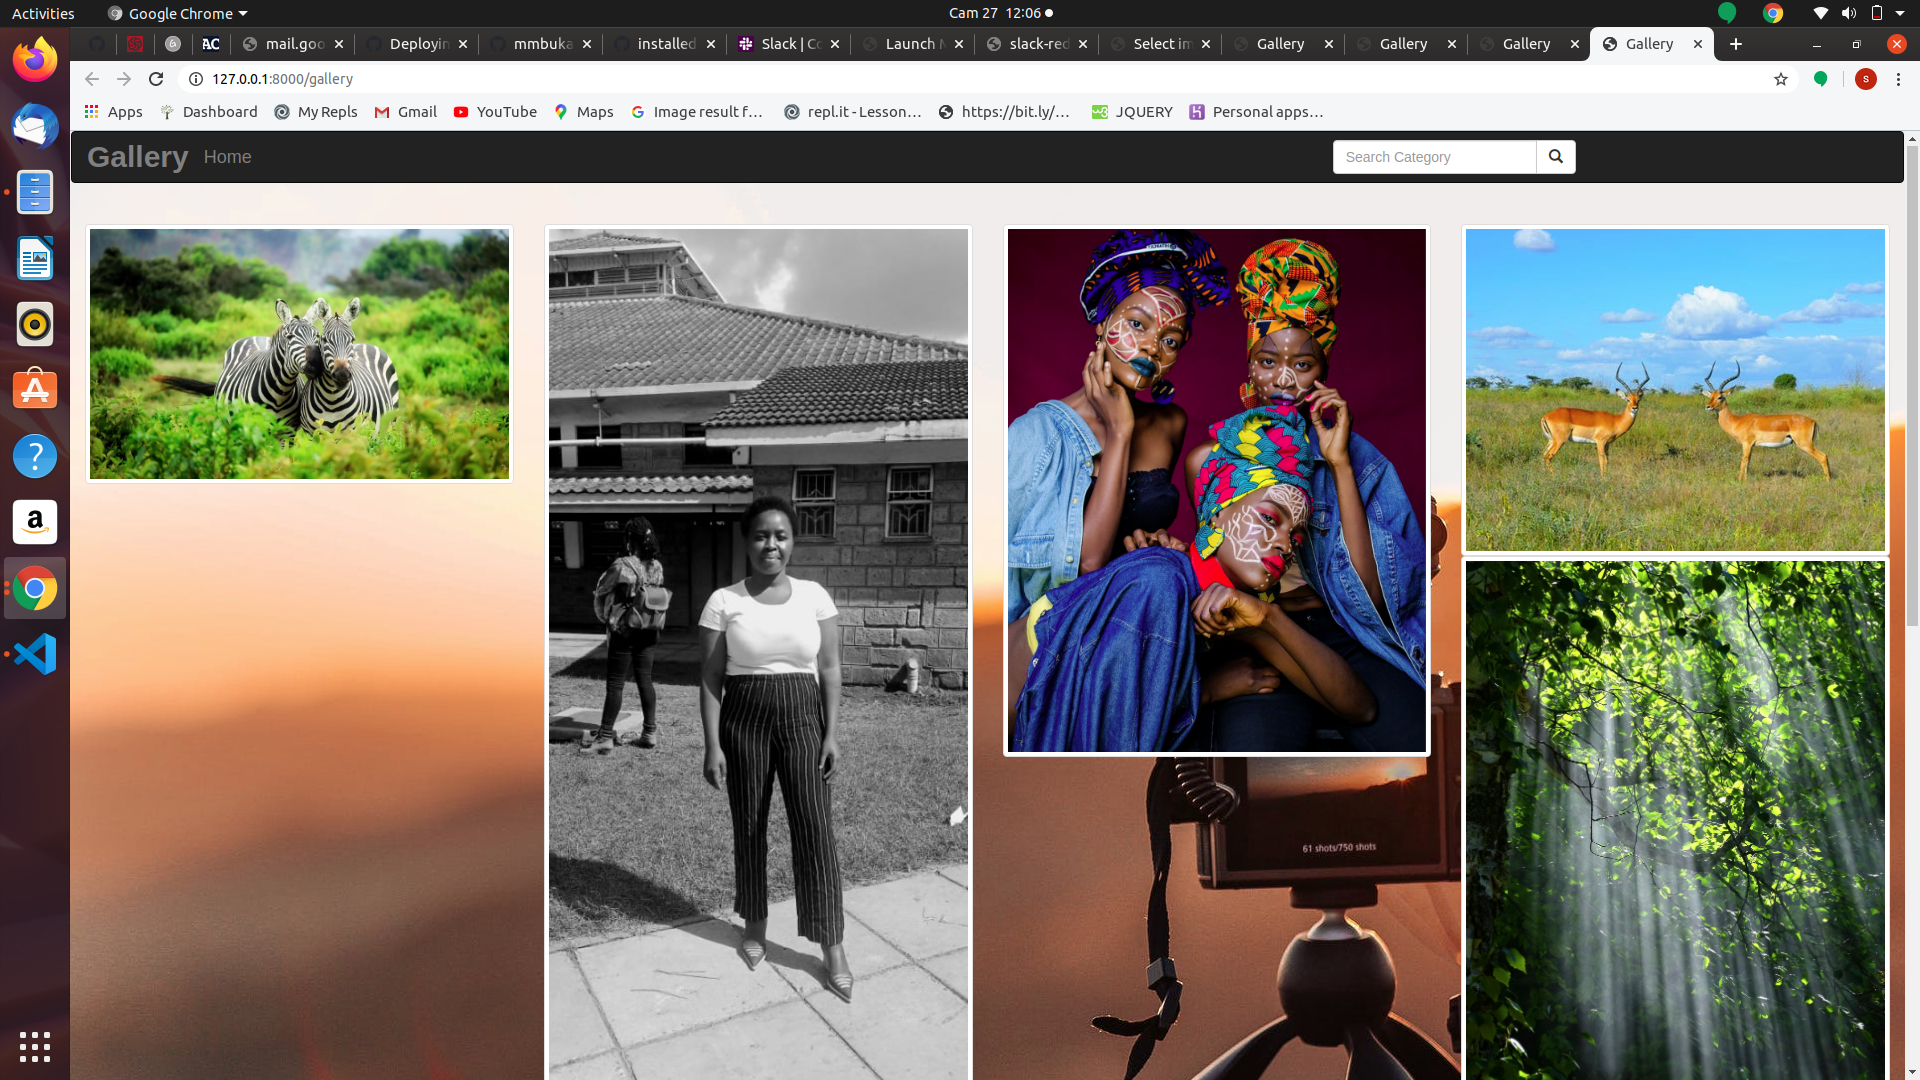 Activities
Google Chrome
Cam 27 12:06
AC
mail.goo
Deployin
mmbuka
installed
Slack | Co
Launch M
slack-red
Select im
Gallery
Gallery
Gallery
Gallery
127.0.0.1:8000/gallery
S
Apps
Dashboard
My Repls
Gmail
YouTube
Maps
Image result f…
repl.it - Lesson…
https://bit.ly/…
JQUERY
Personal apps…
Gallery
Home
Search Category
61 shots/750 shots